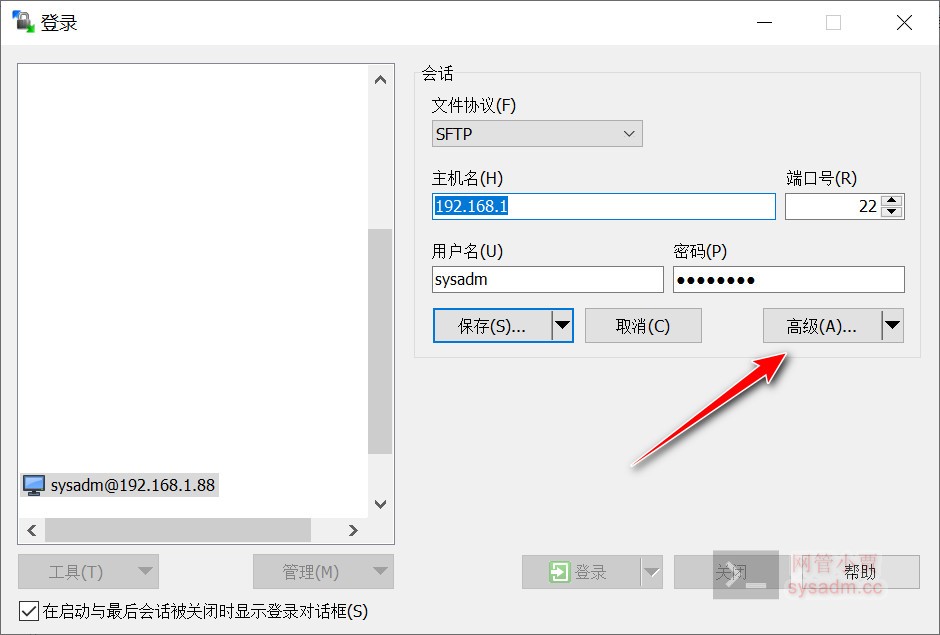 登录
会话
文件协议(F)
SFTP
主机名(H)
端口号(R)
192.168.1
22
用户名(U)
密码(P)
sysadm
●●●●●●●●
保存(S)...
取消(C)
高级(A)...
sysadm@192.168.1.88
工具(T)
管理(M)
登录
关闭
帮助
网管小贾
sysadm.cc
在启动与最后会话被关闭时显示登录对话框(S)